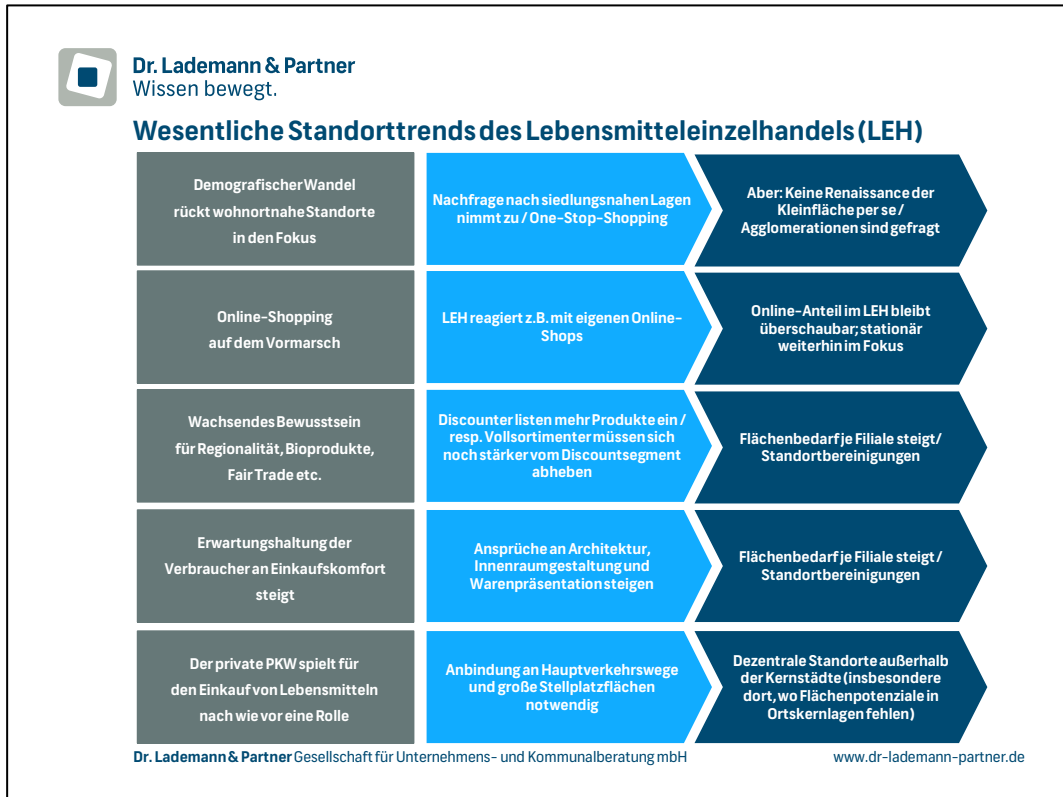 Dr. Lademann & Partner
Wissen bewegt.
Wesentliche Standorttrends des Lebensmitteleinzelhandels (LEH)
Demografischer Wandel
rückt wohnortnahe Standorte
in den Fokus
Nachfrage nach siedlungsnahen Lagen
nimmt zu / One-Stop-Shopping
Aber: Keine Renaissance der
Kleinfläche per se /
Agglomerationen sind gefragt
Online-Shopping
auf dem Vormarsch
LEH reagiert z.B. mit eigenen Online-
Shops
Online-Anteil im LEH bleibt
überschaubar; stationär
weiterhin im Fokus
Wachsendes Bewusstsein
für Regionalität, Bioprodukte,
Fair Trade etc.
Discounter listen mehr Produkte ein /
resp. Vollsortimenter müssen sich
noch stärker vom Discountsegment
abheben
Flächenbedarf je Filiale steigt /
Standortbereinigungen
Erwartungshaltung der
Verbraucher an Einkaufskomfort
steigt
Ansprüche an Architektur,
Innenraumgestaltung und
Warenpräsentation steigen
Flächenbedarf je Filiale steigt /
Standortbereinigungen
Der private PKW spielt für
den Einkauf von Lebensmitteln
nach wie vor eine Rolle
Anbindung an Hauptverkehrswege
und große Stellplatzflächen
notwendig
Dezentrale Standorte außerhalb
der Kernstädte (insbesondere
dort, wo Flächenpotenziale in
Ortskernlagen fehlen)
Dr. Lademann & Partner Gesellschaft für Unternehmens- und Kommunalberatung mbH
www.dr-lademann-partner.de